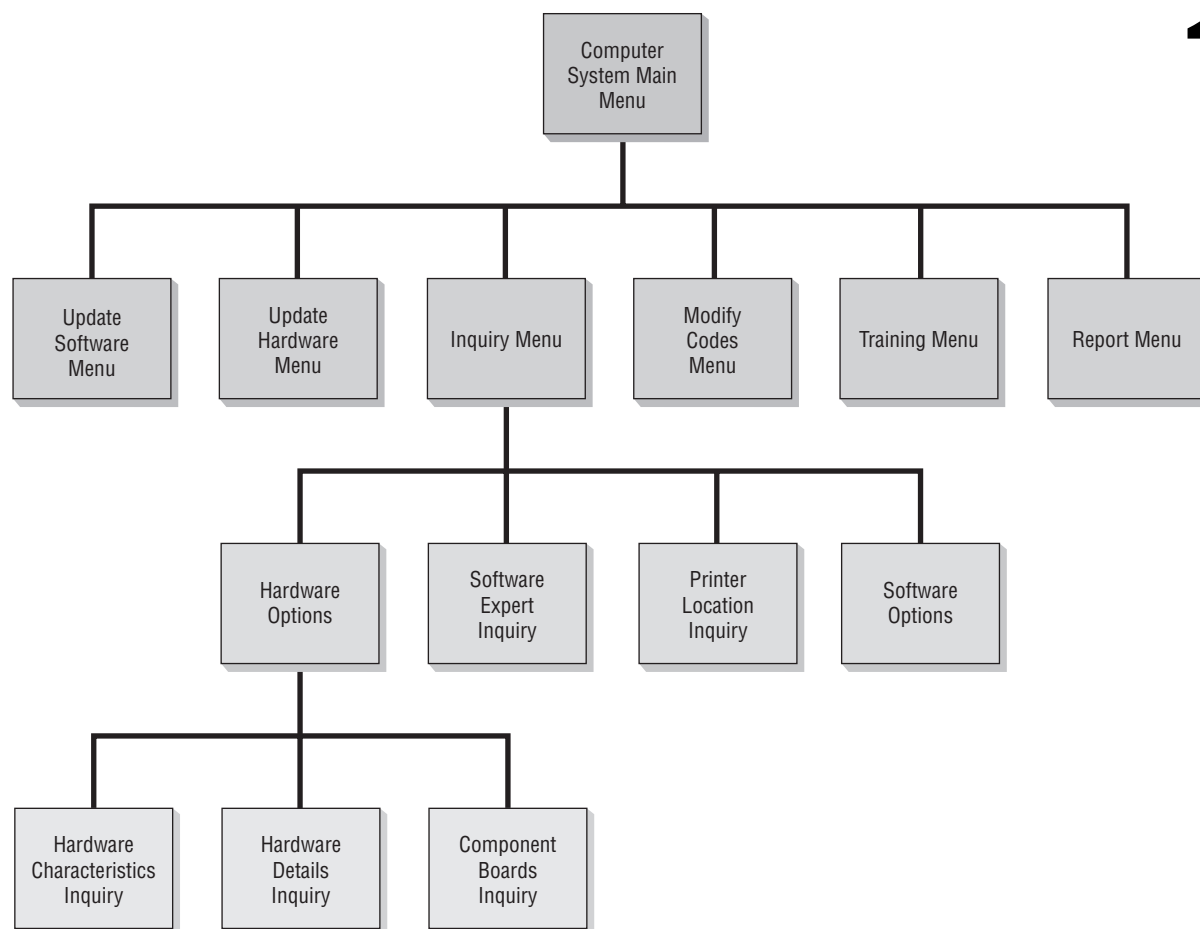 Computer
System Main
Menu
Update
Software
Menu
Update
Hardware
Menu
Inquiry Menu
Modify
Codes
Menu
Training Menu
Report Menu
Hardware
Options
Software
Expert
Inquiry
Printer
Location
Inquiry
Software
Options
Hardware
Characteristics
Inquiry
Hardware
Details
Inquiry
Component
Boards
Inquiry